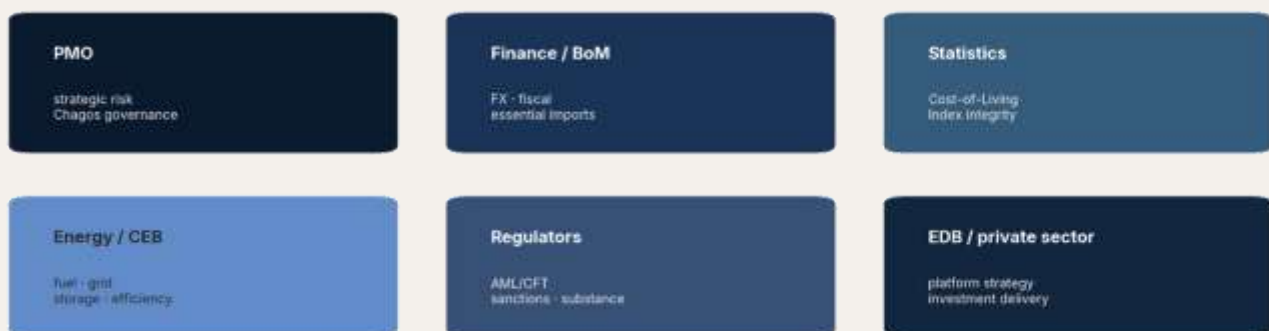 PMO
strategic risk
Chagos governance
Finance / BoM
FX · fiscal
essential imports
Statistics
Cost-of-Living
Index integrity
Energy / CEB
fuel · grid
storage · efficiency
Regulators
AML/CFT
sanctions · substance
EDB / private sector
platform strategy
investment delivery